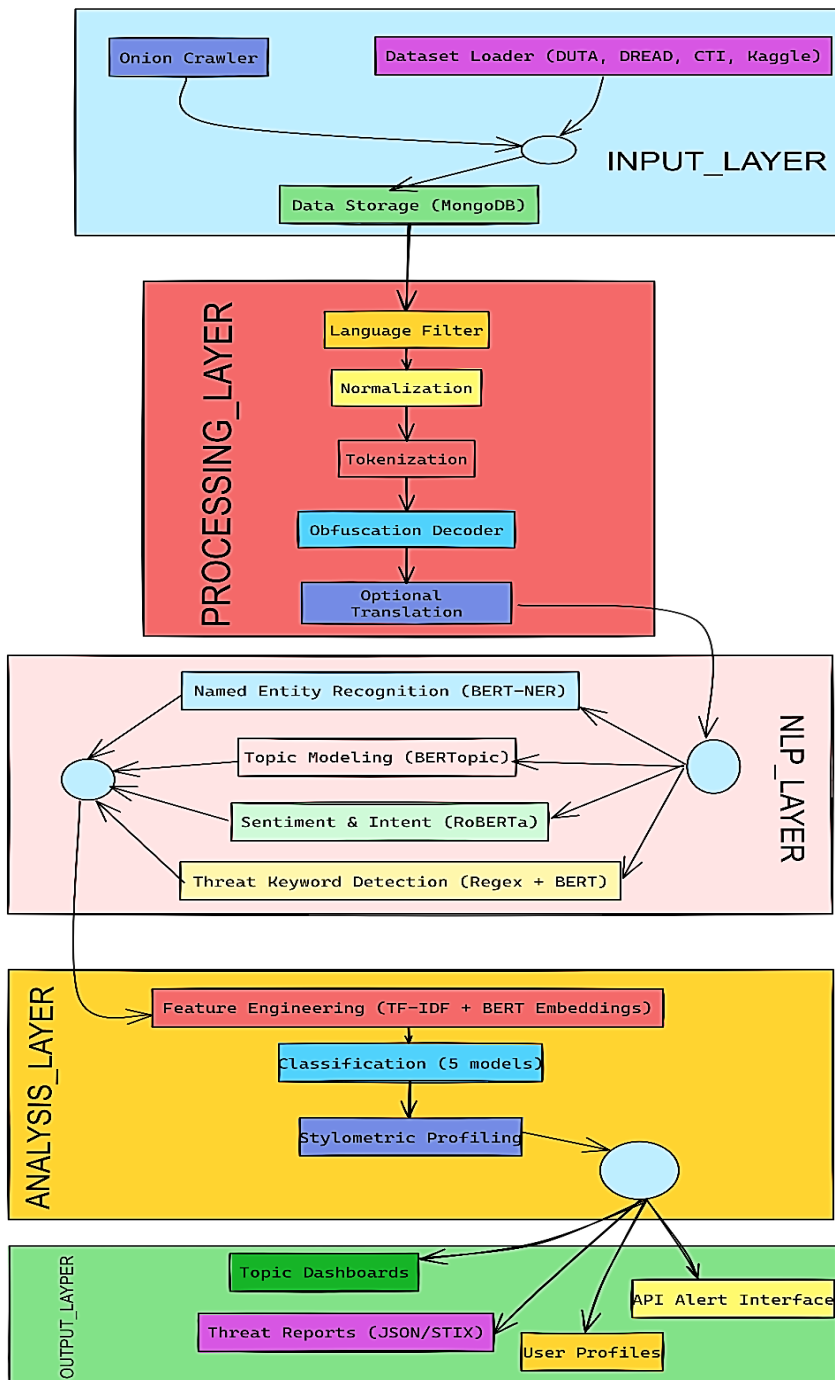 Onion Crawler
Dataset Loader (DUTA, DREAD, CTI, Kaggle)
INPUT_LAYER
Data Storage (MongoDB)
PROCESSING_LAYER
Language Filter
Normalization
Tokenization
Obfuscation Decoder
Optional
Translation
NLP_LAYER
Named Entity Recognition (BERT-NER)
Topic Modeling (BERTopic)
Sentiment & Intent (RoBERTa)
Threat Keyword Detection (Regex + BERT)
ANALYSIS_LAYER
Feature Engineering (TF-IDF + BERT Embeddings)
Classification (5 models)
Stylometric Profiling
OUTPUT_LAYPER
Topic Dashboards
API Alert Interface
Threat Reports (JSON/STIX)
User Profiles